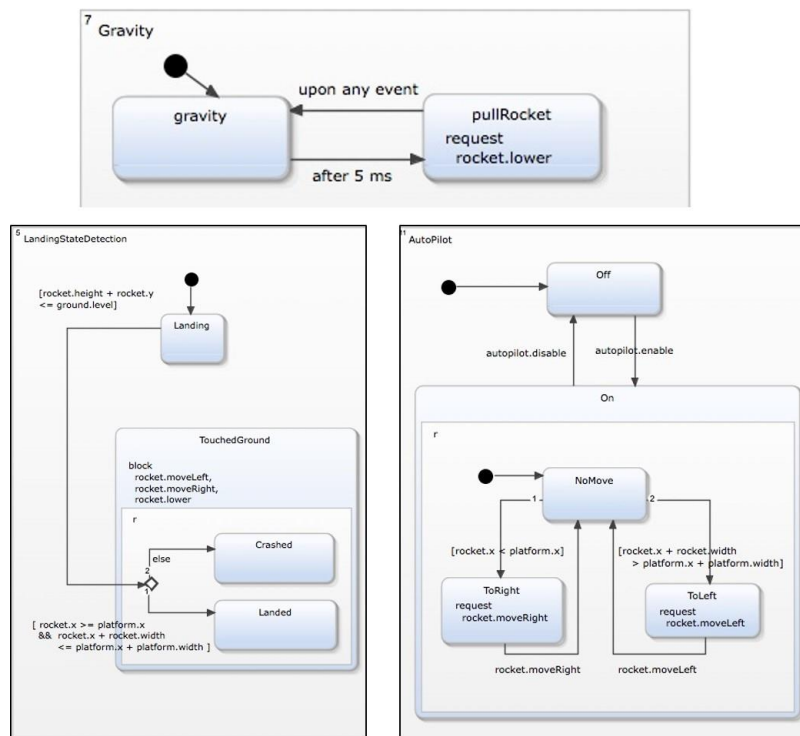 7
Gravity
gravity
upon any event
pullRocket
request
rocket.lower
after 5 ms
5
LandingStateDetection
[rocket.height + rocket.y
<= ground.level]
Landing
TouchedGround
block
rocket.moveLeft,
rocket.moveRight,
rocket.lower
r
Crashed
else
2
1
Landed
[ rocket.x >= platform.x
&& rocket.x + rocket.width
<= platform.x + platform.width ]
11
AutoPilot
Off
autopilot.disable
autopilot.enable
On
r
NoMove
1
2
[rocket.x < platform.x]
[rocket.x + rocket.width
> platform.x + platform.width]
ToRight
request
rocket.moveRight
ToLeft
request
rocket.moveLeft
rocket.moveRight
rocket.moveLeft